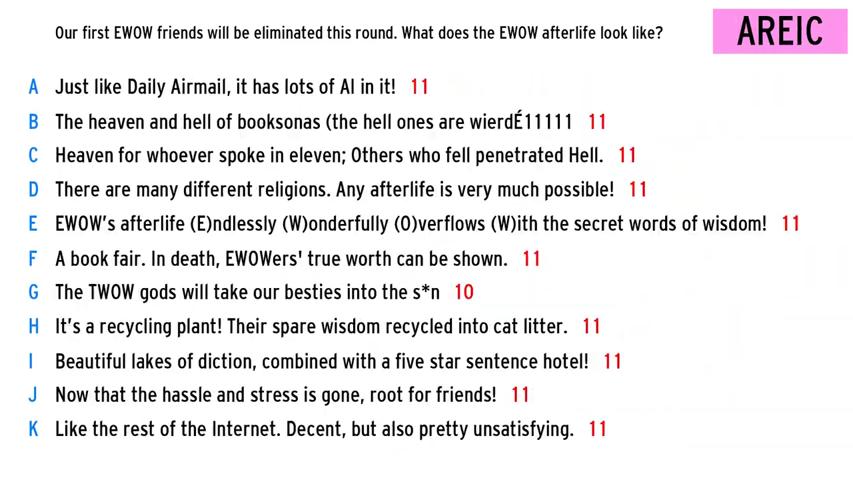 Our first EWOW friends will be eliminated this round. What does the EWOW afterlife look like?
AREIC
A Just like Daily Airmail, it has lots of AI in it! 11
B The heaven and hell of booksonas (the hell ones are wierdÉ11111 11
C Heaven for whoever spoke in eleven; Others who fell penetrated Hell. 11
D There are many different religions. Any afterlife is very much possible! 11
E EWOW's afterlife (E)ndlessly (W)onderfully (O)verflows (W)ith the secret words of wisdom! 11
F A book fair. In death, EWOWers' true worth can be shown. 11
G The TWOW gods will take our besties into the s*n 10
H It's a recycling plant! Their spare wisdom recycled into cat litter. 11
I Beautiful lakes of diction, combined with a five star sentence hotel! 11
J Now that the hassle and stress is gone, root for friends! 11
K Like the rest of the Internet. Decent, but also pretty unsatisfying. 11